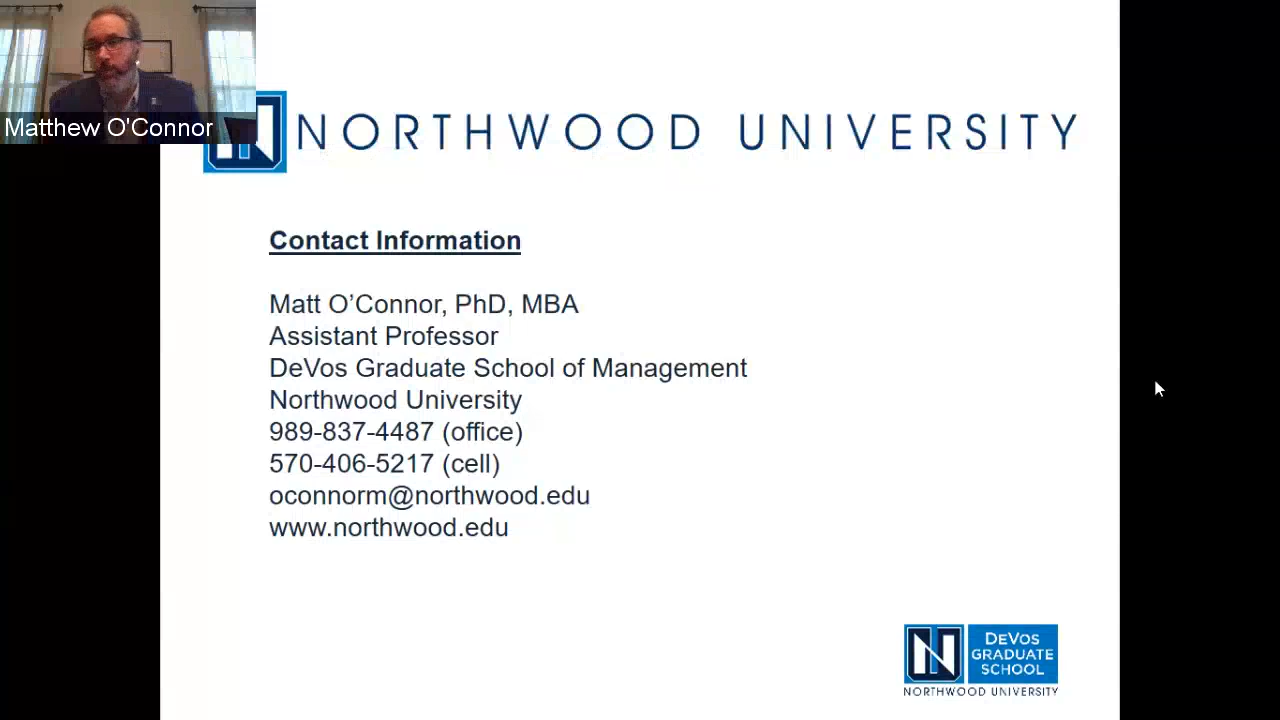 Matthew O'Connor
NORTHWOOD UNIVERSITY
Contact Information
Matt O’Connor, PhD, MBA
Assistant Professor
DeVos Graduate School of Management
Northwood University
989-837-4487 (office)
570-406-5217 (cell)
oconnorm@northwood.edu
www.northwood.edu
N DEVOS
GRADUATE
SCHOOL
NORTHWOOD UNIVERSITY